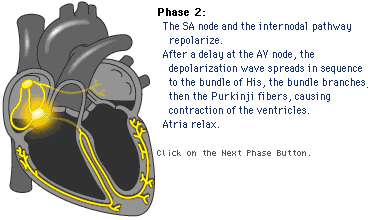 Phase 2:
The SA node and the internodal pathway
repolarize.
After a delay at the AV node, the
depolarization wave spreads in sequence
to the bundle of His, the bundle branches,
then the Purkinji fibers, causing
contraction of the ventricles.
Atria relax.
Click on the Next Phase Button.